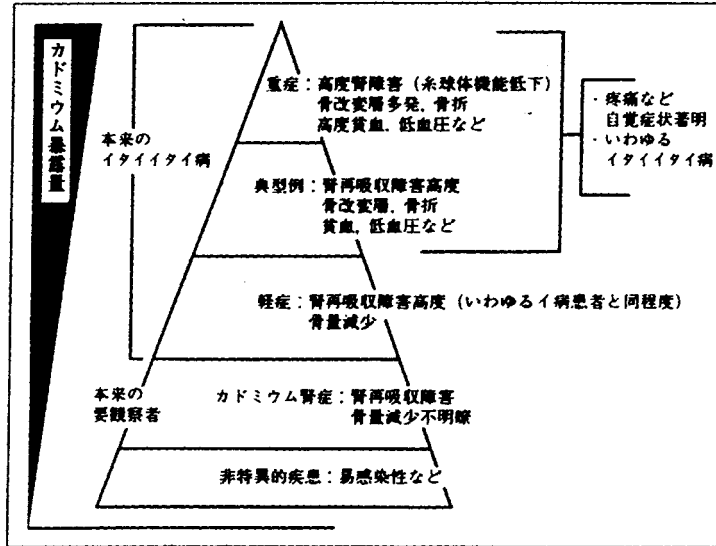 カドミウム暴露量
重症：高度腎障害（糸球体機能低下）
骨改変層多発，骨折
高度貧血，低血圧など
本来の
イタイイタイ病
・疼痛など
自覚症状著明
・いわゆる
イタイイタイ病
典型例：腎再吸収障害高度
骨改変層，骨折
貧血，低血圧など
軽症：腎再吸収障害高度（いわゆるイ病患者と同程度）
骨量減少
本来の
要観察者
カドミウム腎症：腎再吸収障害
骨量減少不明瞭
非特異的疾患：易感染性など